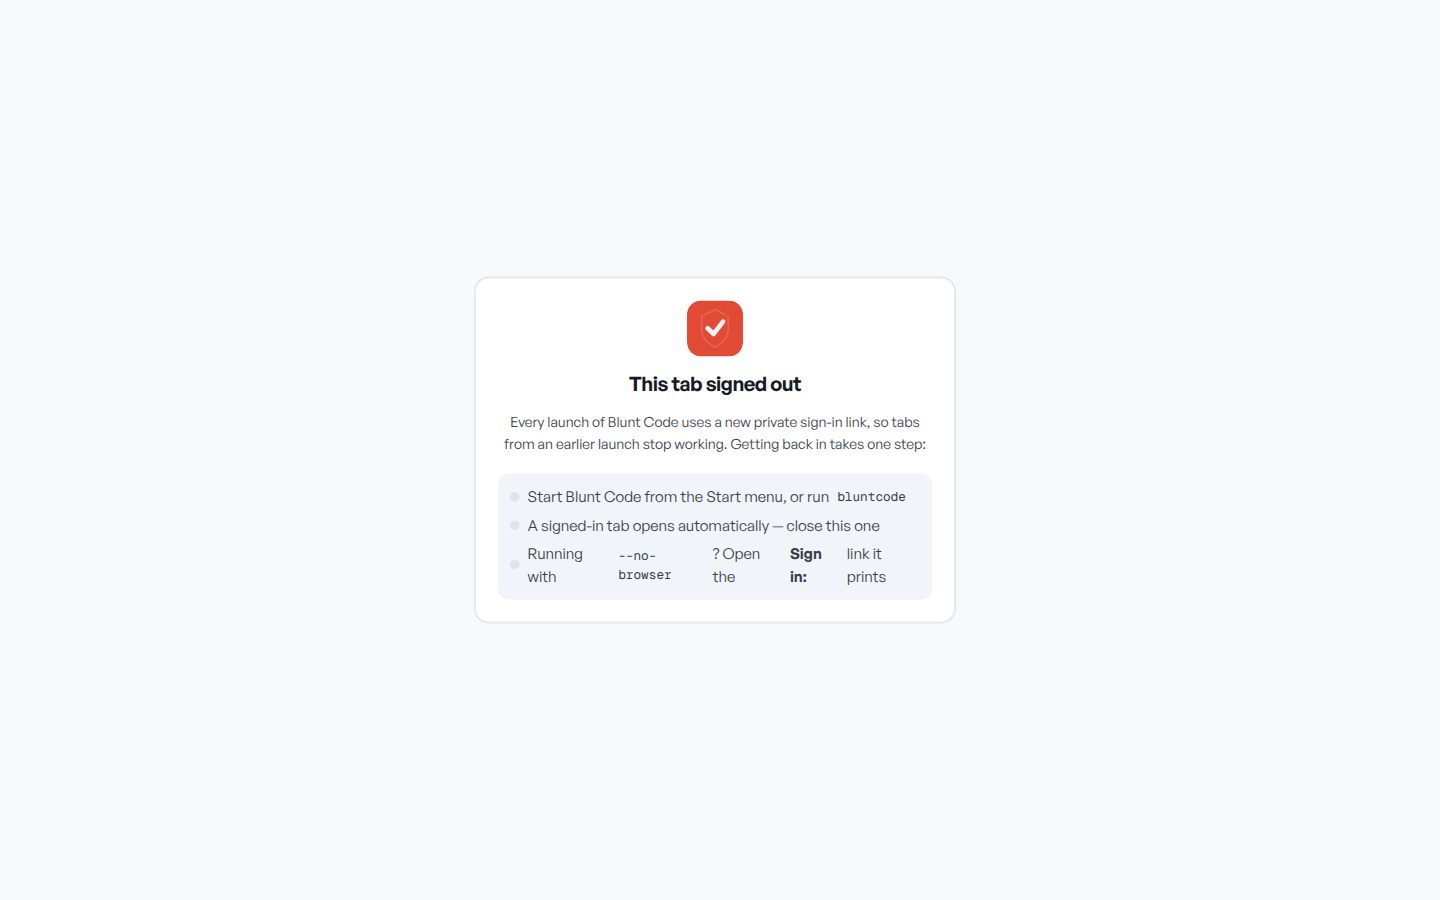 This tab signed out
Every launch of Blunt Code uses a new private sign-in link, so tabs
from an earlier launch stop working. Getting back in takes one step:
Start Blunt Code from the Start menu, or run bluntcode
A signed-in tab opens automatically — close this one
Running with --no-browser ? Open the Sign in: link it prints